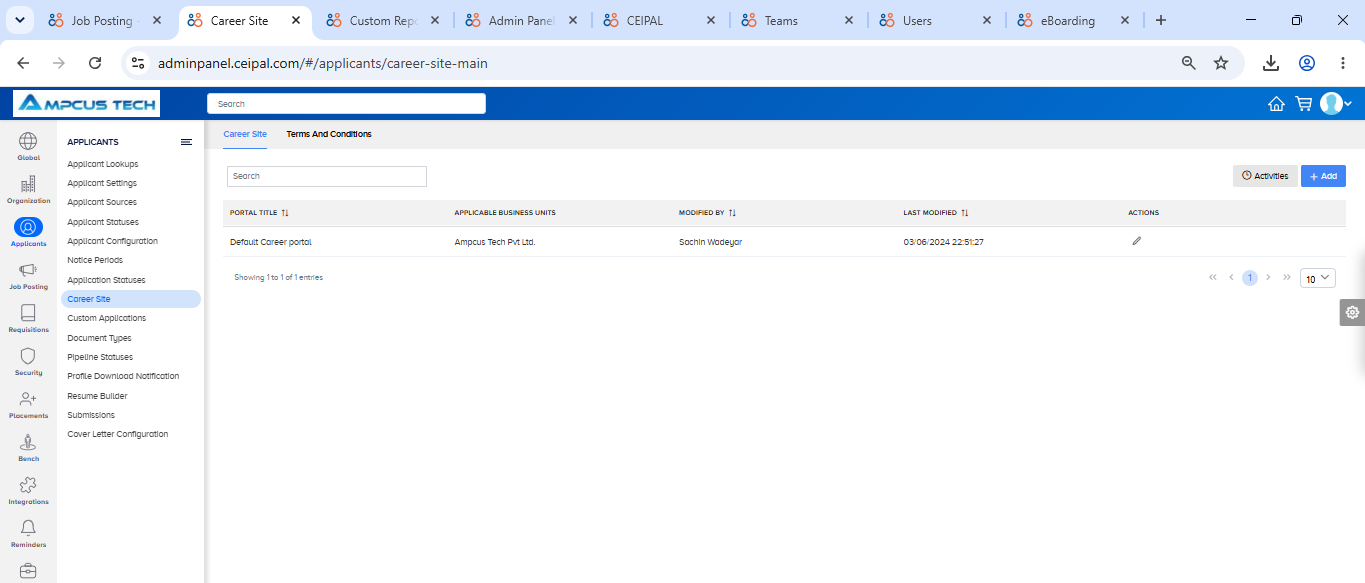 Job Posting -
Career Site
Custom Repo
Admin Panel
CEIPAL
Teams
Users
eBoarding
adminpanel.ceipal.com/#/applicants/career-site-main
AMPCUS TECH
Search
Global
Organization
Applicants
Job Posting
Requisitions
Security
Placements
Bench
Integrations
Reminders
APPLICANTS
Applicant Lookups
Applicant Settings
Applicant Sources
Applicant Statuses
Applicant Configuration
Notice Periods
Application Statuses
Career Site
Custom Applications
Document Types
Pipeline Statuses
Profile Download Notification
Resume Builder
Submissions
Cover Letter Configuration
Career Site Terms And Conditions
Search
Activities + Add
PORTAL TITLE APPLICABLE BUSINESS UNITS MODIFIED BY LAST MODIFIED ACTIONS
Default Career portal Ampcus Tech Pvt Ltd. Sachin Wadeyar 03/06/2024 22:51:27
Showing 1 to 1 of 1 entries
« ‹ 1 › » 10